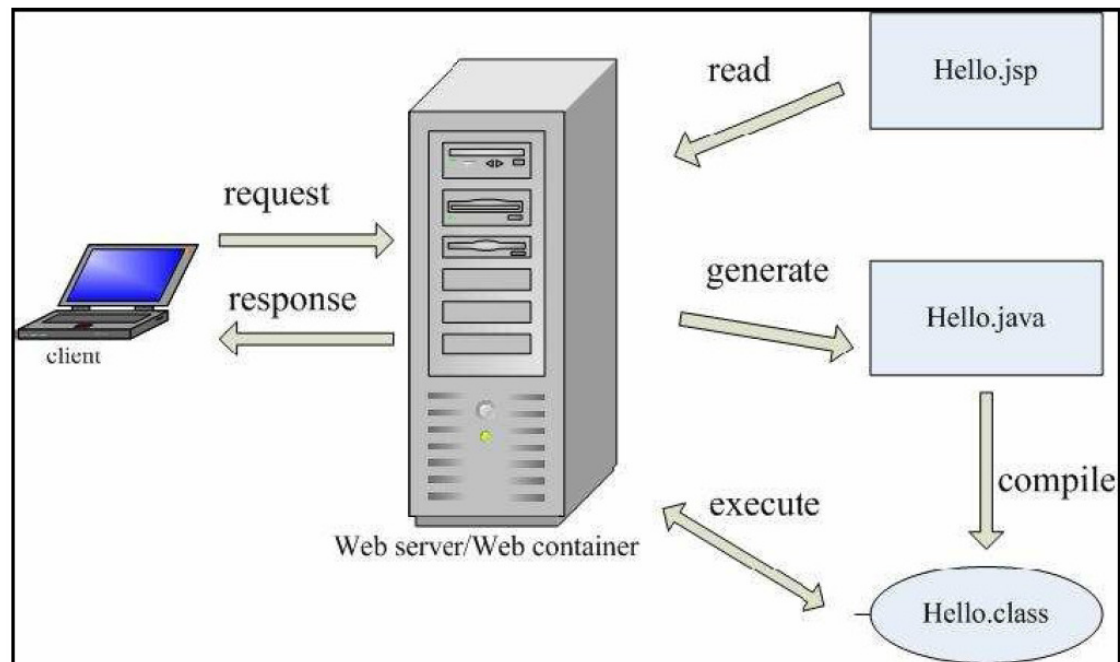 read
Hello.jsp
request
generate
Hello.java
response
client
compile
execute
Web server/Web container
Hello.class